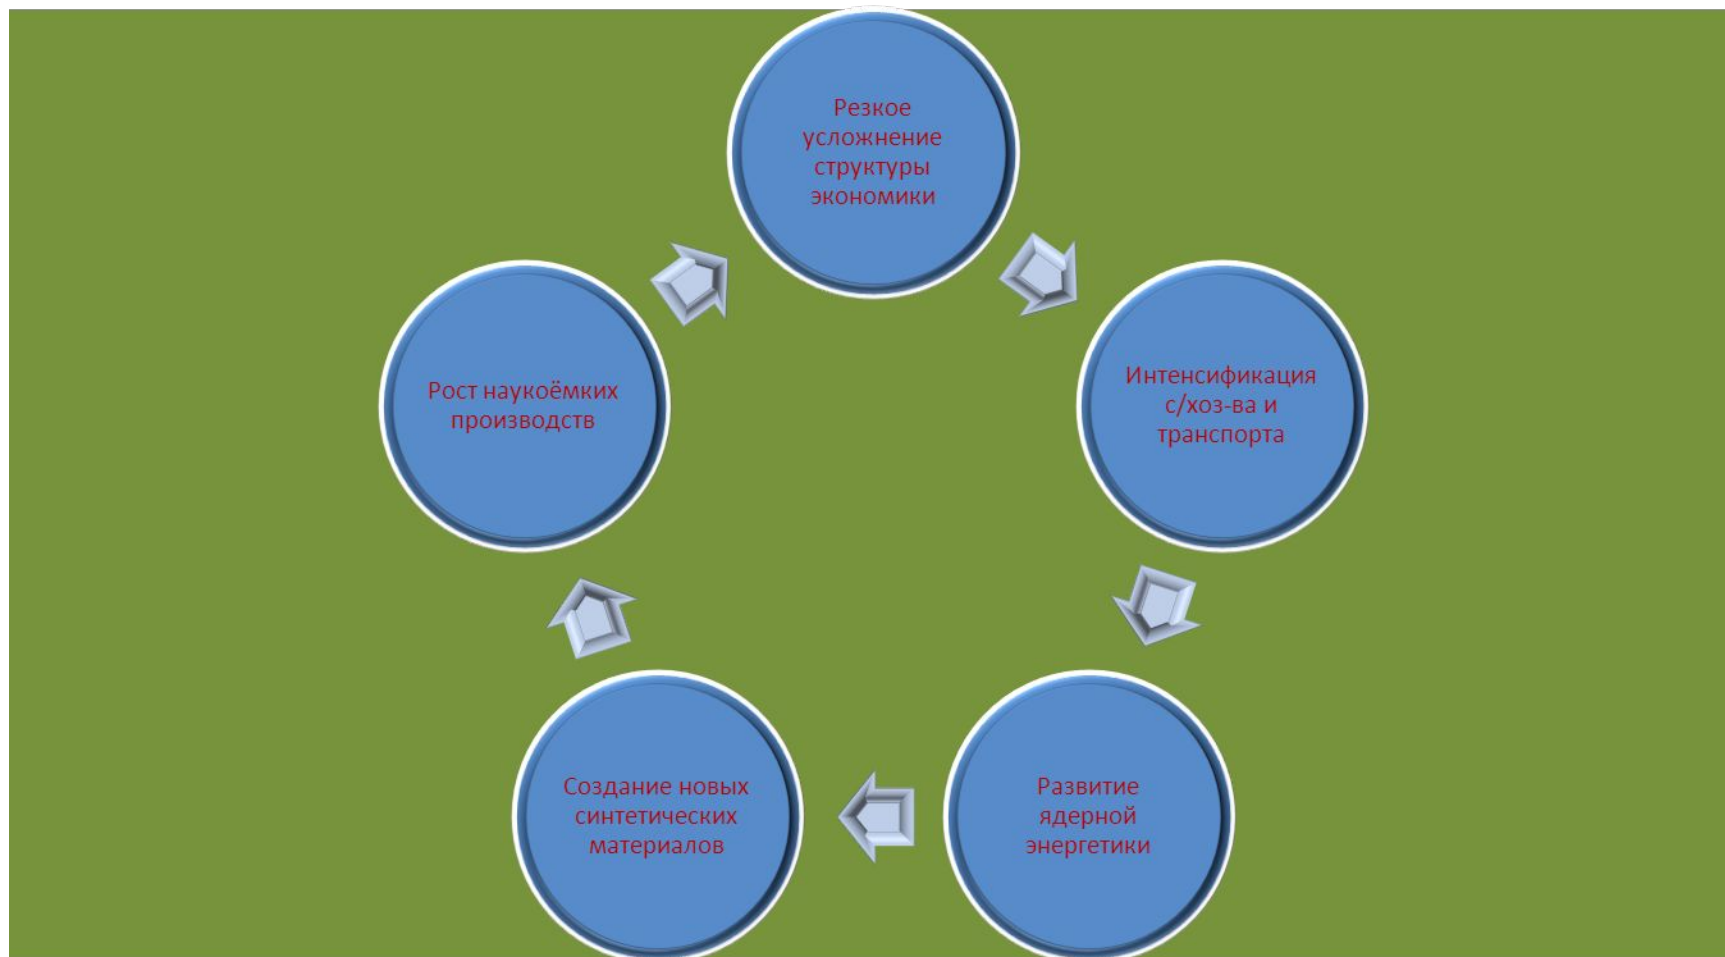 Резкое
усложнение
структуры
экономики
Интенсификация
с/хоз-ва и
транспорта
Развитие
ядерной
энергетики
Создание новых
синтетических
материалов
Рост наукоёмких
производств